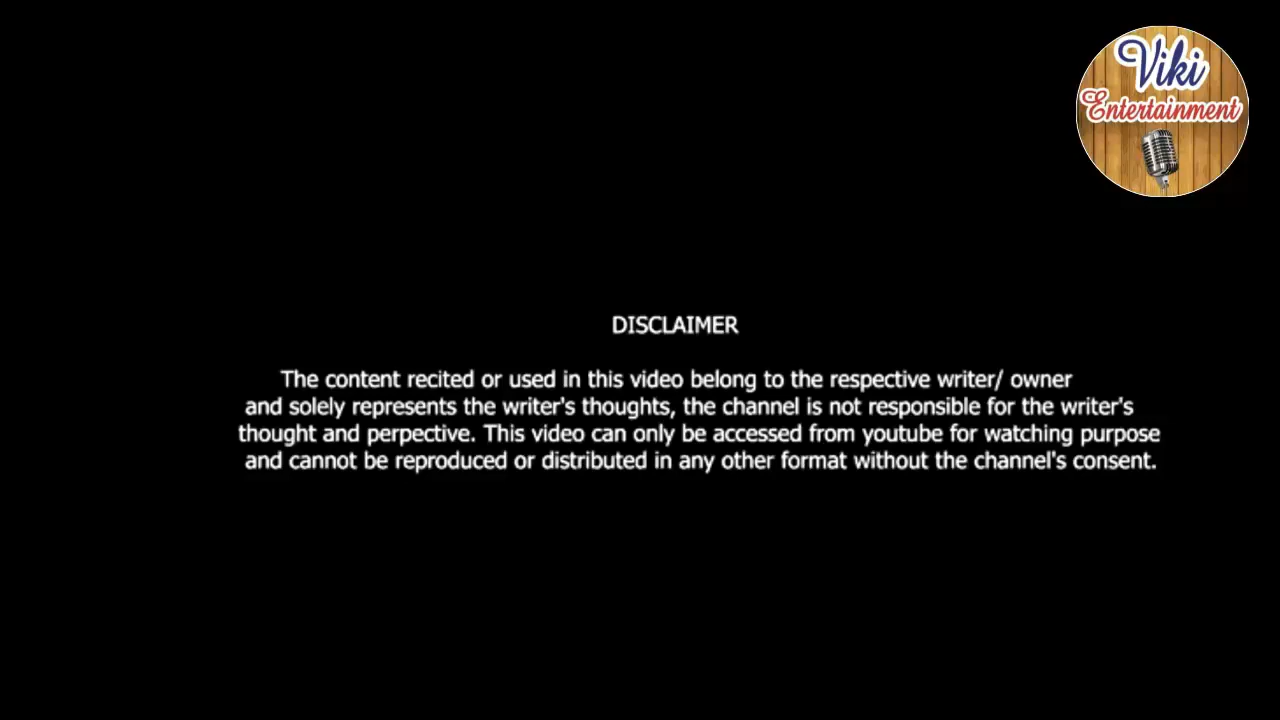 Viki
Entertainment
DISCLAIMER
The content recited or used in this video belong to the respective writer/ owner
and solely represents the writer's thoughts, the channel is not responsible for the writer's
thought and perpective. This video can only be accessed from youtube for watching purpose
and cannot be reproduced or distributed in any other format without the channel's consent.